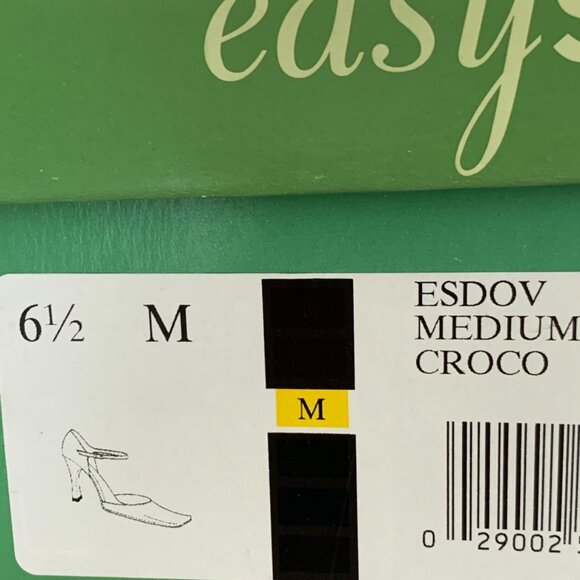 easys
6½ M
ESDOV
MEDIUM
CROCO
M
0 29002